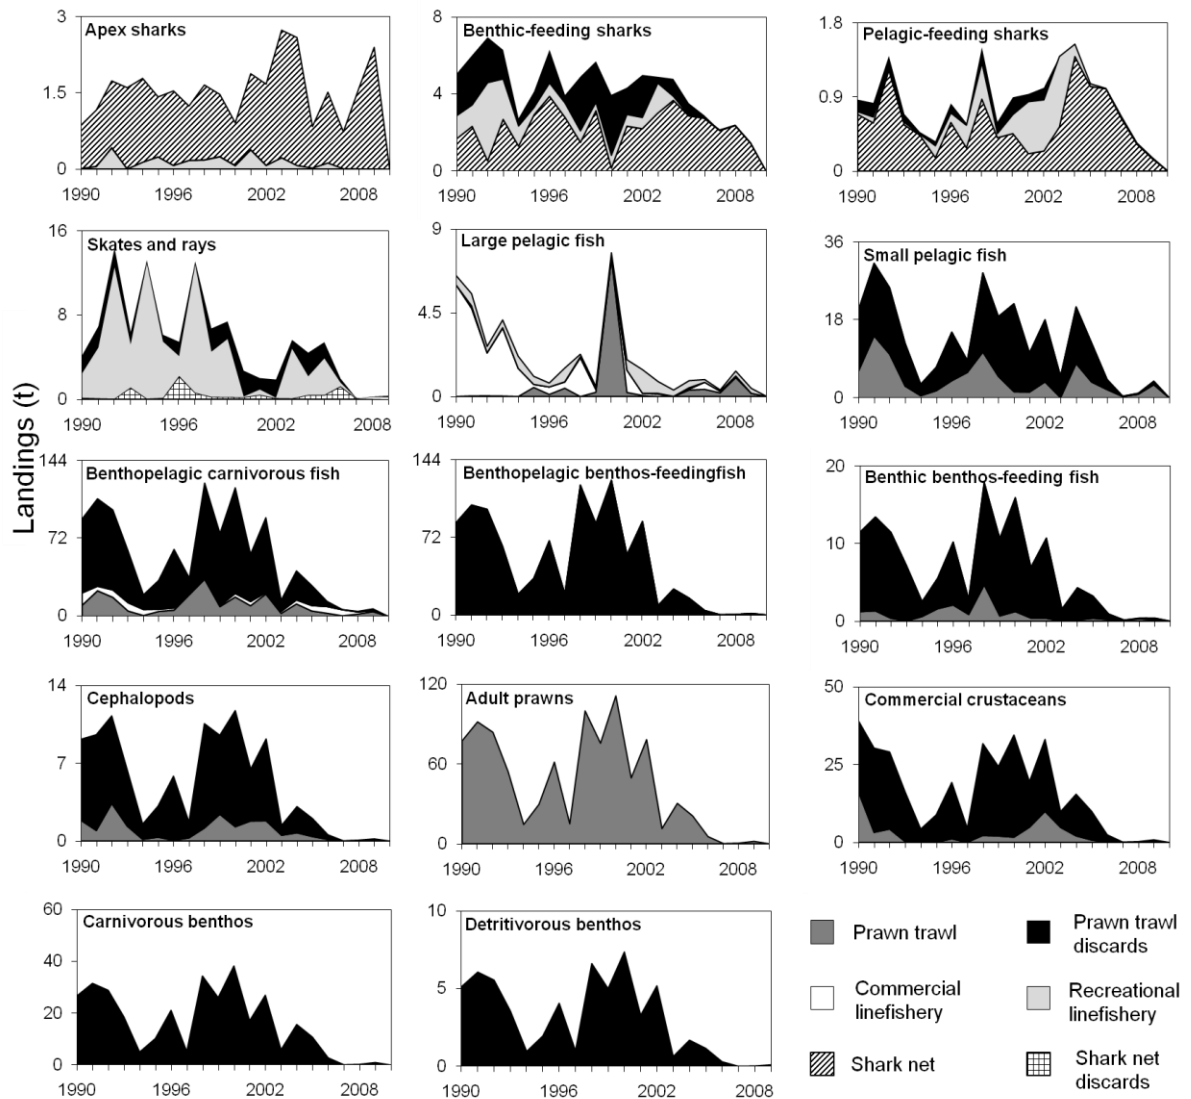 Landings (t)
Apex sharks
3
1.5
0
1990 1996 2002 2008
Benthic-feeding sharks
8
4
0
1990 1996 2002 2008
Pelagic-feeding sharks
1.8
0.9
0
1990 1996 2002 2008
Skates and rays
16
8
0
1990 1996 2002 2008
Large pelagic fish
9
4.5
0
1990 1996 2002 2008
Small pelagic fish
36
18
0
1990 1996 2002 2008
Benthopelagic carnivorous fish
144
72
0
1990 1996 2002 2008
Benthopelagic benthos-feedingfish
144
72
0
1990 1996 2002 2008
Benthic benthos-feeding fish
20
10
0
1990 1996 2002 2008
Cephalopods
14
7
0
1990 1996 2002 2008
Adult prawns
120
60
0
1990 1996 2002 2008
Commercial crustaceans
50
25
0
1990 1996 2002 2008
Carnivorous benthos
60
40
20
0
1990 1996 2002 2008
Detritivorous benthos
10
5
0
1990 1996 2002 2008
Prawn trawl
Prawn trawl
discards
Commercial
linefishery
Recreational
linefishery
Shark net
Shark net
discards